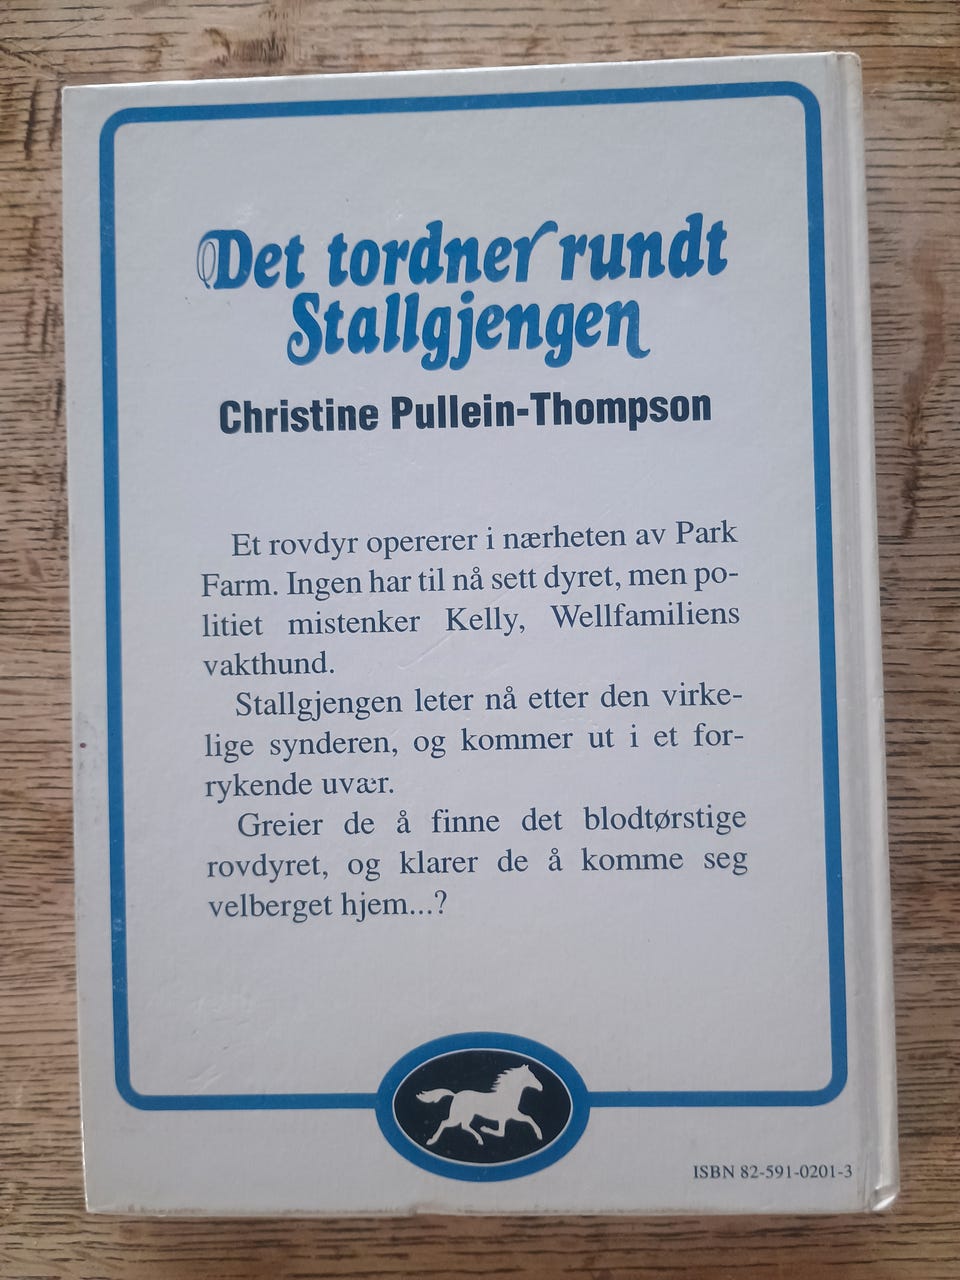 Det tordner rundt
Stallgjengen
Christine Pullein-Thompson
Et rovdyr opererer i nærheten av Park
Farm. Ingen har til nå sett dyret, men po-
litiet mistenker Kelly, Wellfamiliens
vakthund.
Stallgjengen leter nå etter den virke-
lige synderen, og kommer ut i et for-
rykende uvær.
Greier de å finne det blodtørstige
rovdyret, og klarer de å komme seg
velberget hjem...?
ISBN 82-591-0201-3